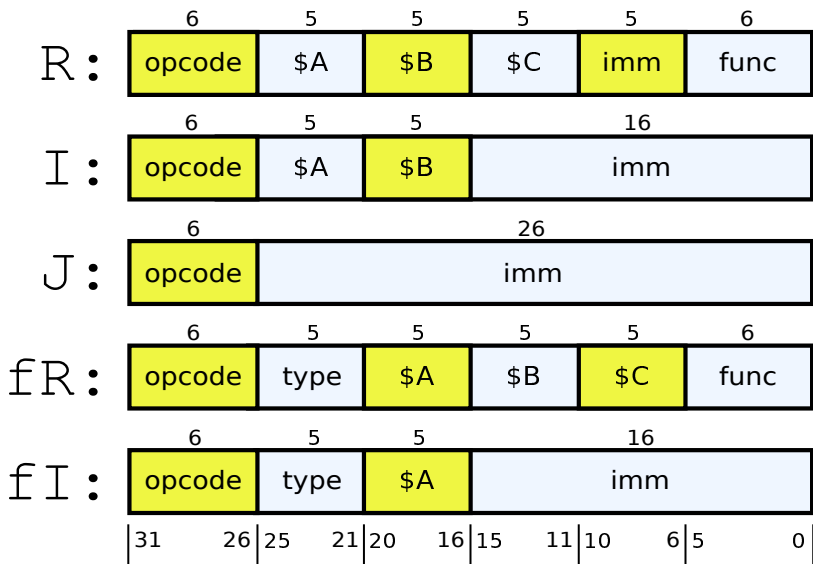 6 5 5 5 5 6
R: opcode $A $B $C imm func
6 5 5 16
I: opcode $A $B imm
6 26
J: opcode imm
6 5 5 5 5 6
fR: opcode type $A $B $C func
6 5 5 16
fI: opcode type $A imm
31 26 25 21 20 16 15 11 10 6 5 0